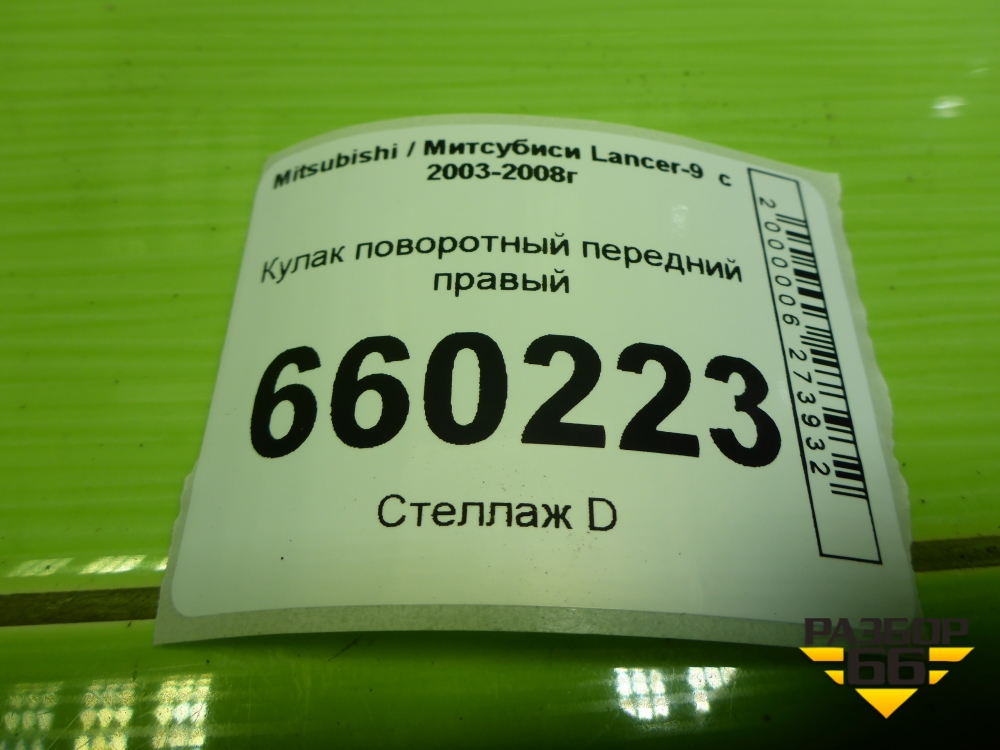 Mitsubishi / Митсубиси Lancer-9 с
2003-2008г
Кулак поворотный передний
правый
660223
Стеллаж D
2000006273932
РАЗБОР
66